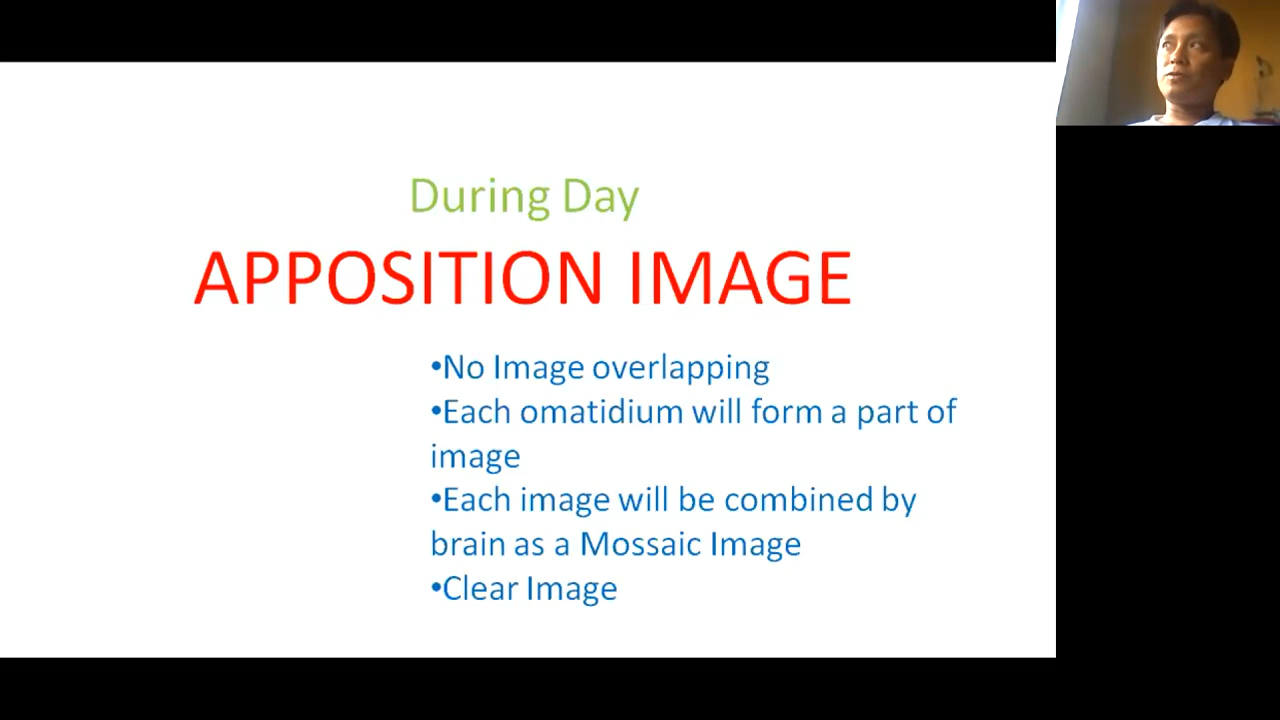 During Day
APPOSITION IMAGE
•No Image overlapping
•Each omatidium will form a part of
image
•Each image will be combined by
brain as a Mossaic Image
•Clear Image